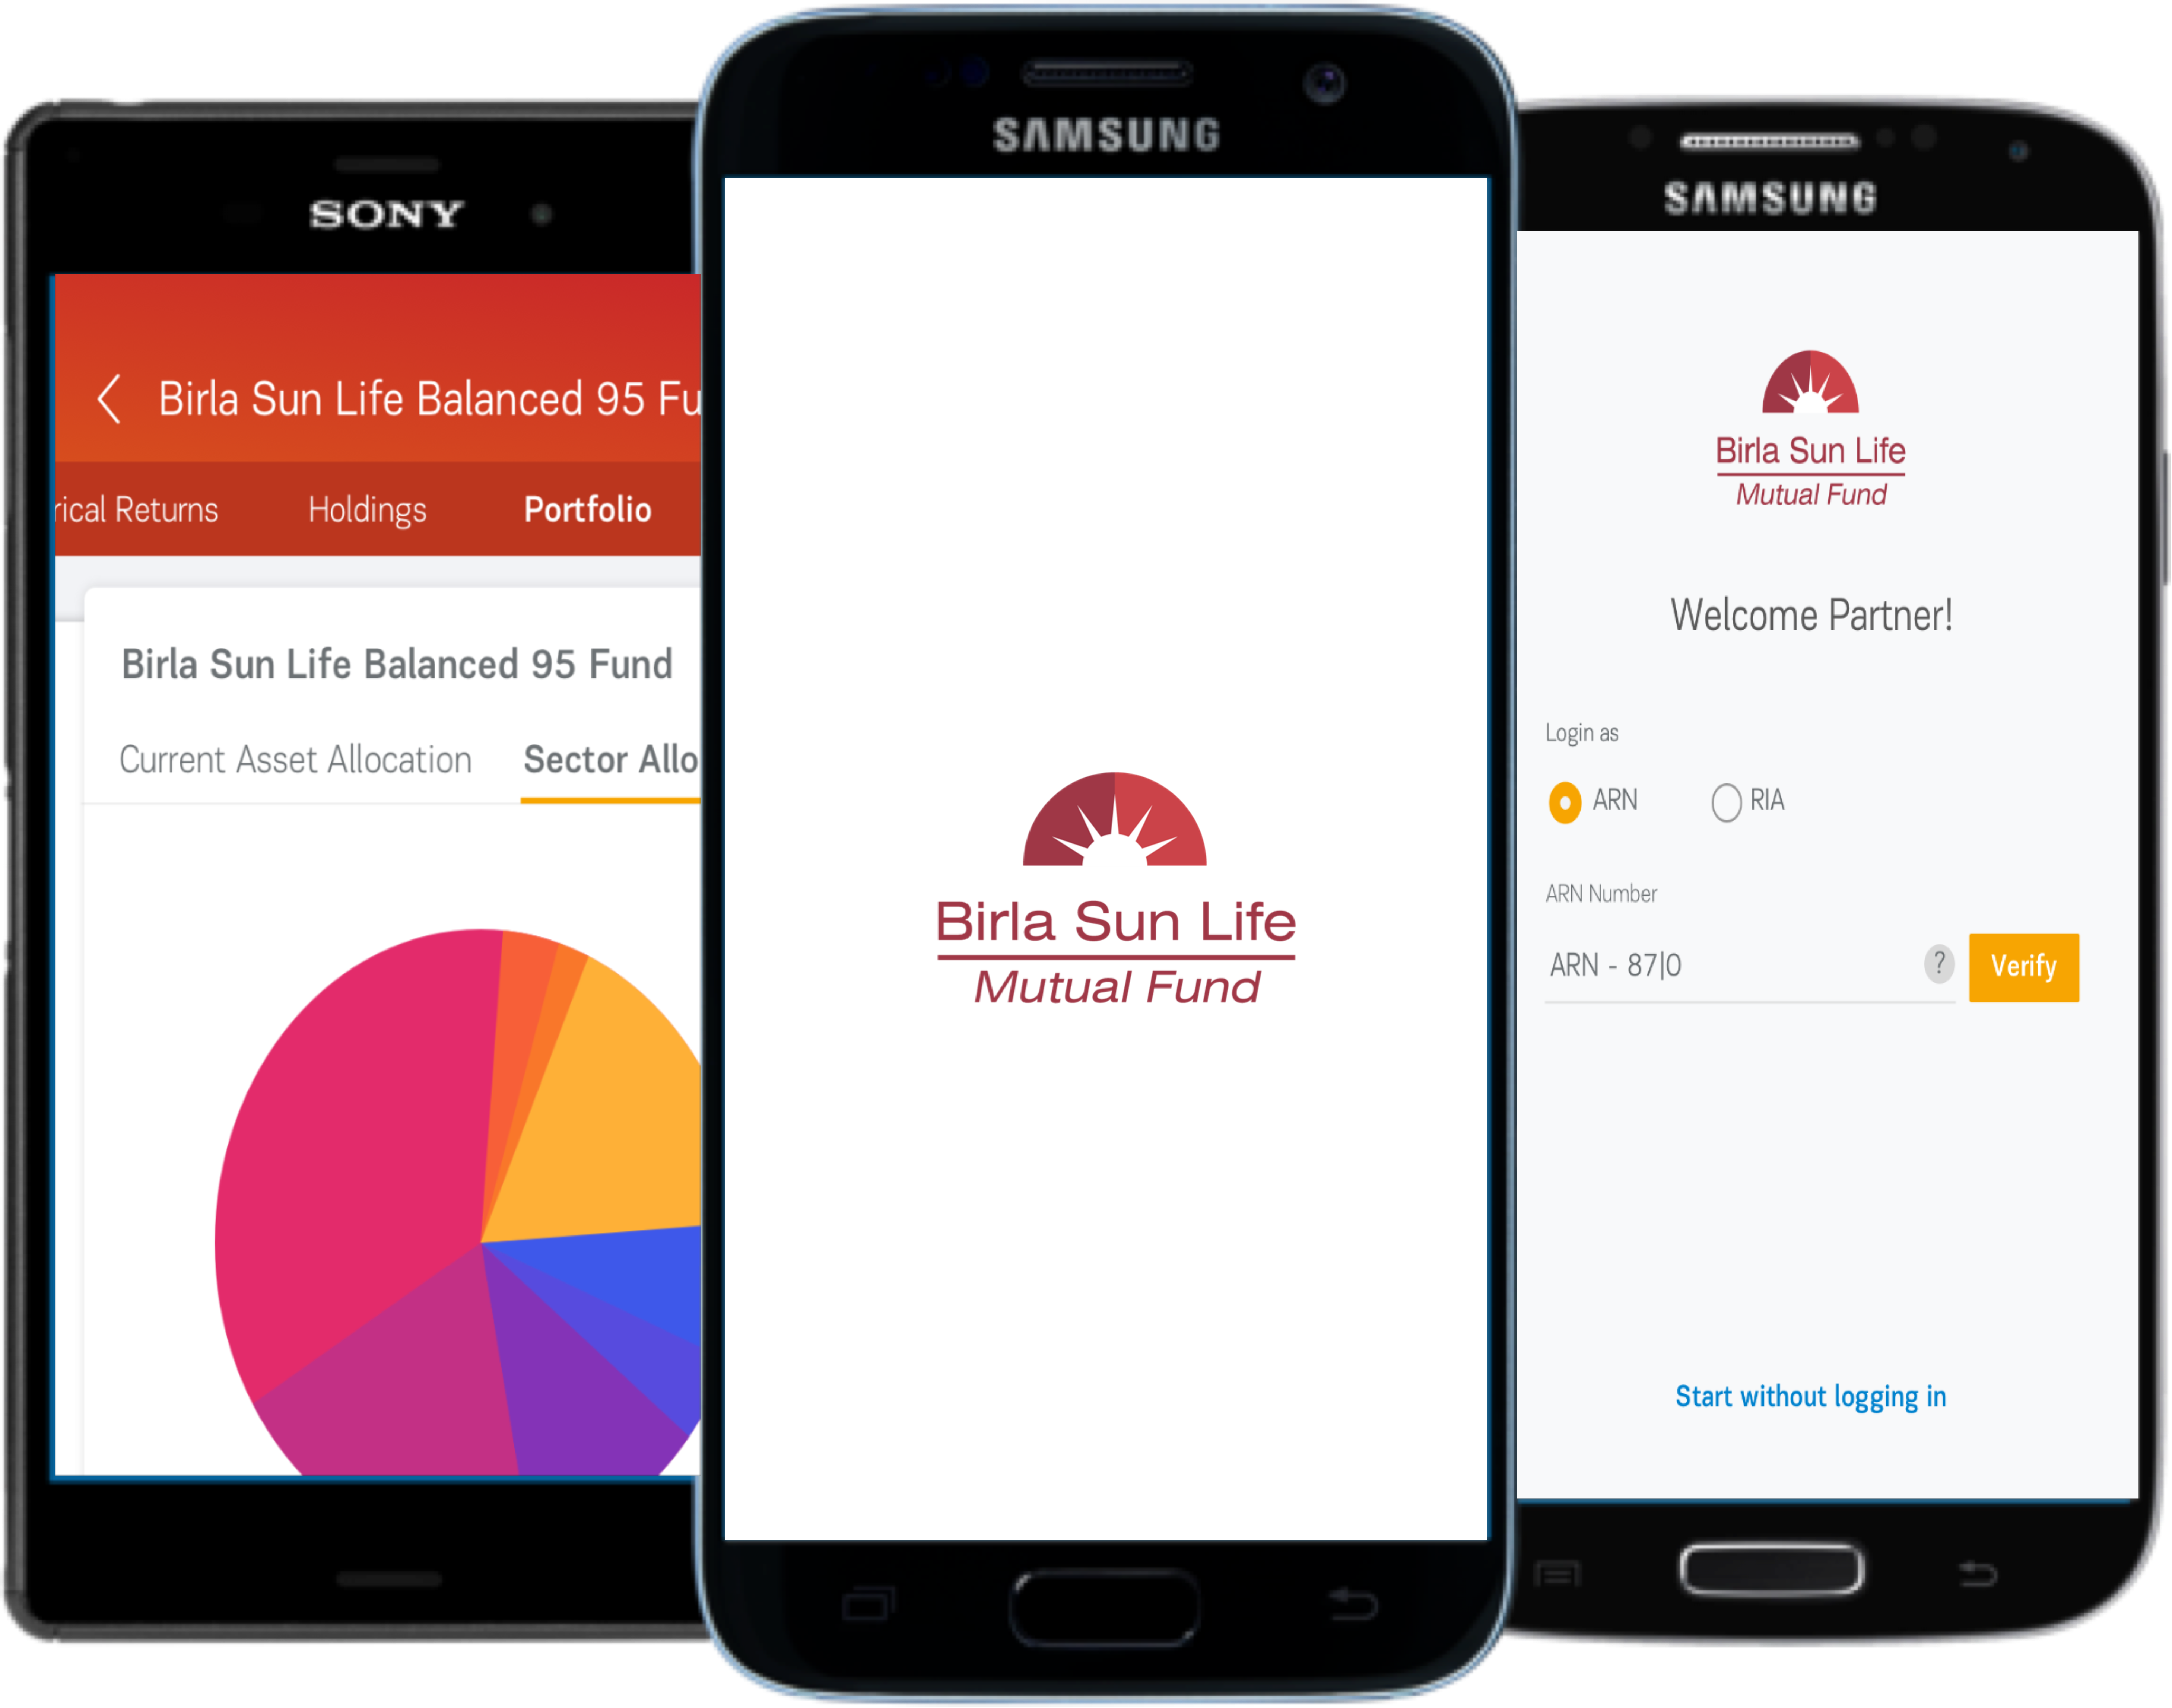 SONY
Birla Sun Life Balanced 95 Fu
rical Returns
Holdings
Portfolio
Birla Sun Life Balanced 95 Fund
Current Asset Allocation
Sector Allo
SAMSUNG
Birla Sun Life
Mutual Fund
SAMSUNG
Birla Sun Life
Mutual Fund
Welcome Partner!
Login as
ARN
RIA
ARN Number
ARN - 87|0
?
Verify
Start without logging in